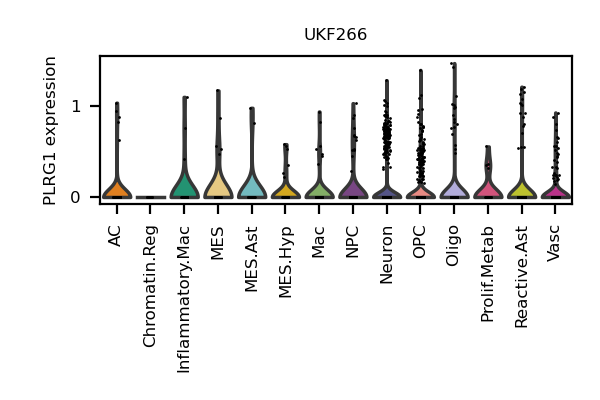 UKF266
PLRG1 expression
1
0
AC
Chromatin.Reg
Inflammatory.Mac
MES
MES.Ast
MES.Hyp
Mac
NPC
Neuron
OPC
Oligo
Prolif.Metab
Reactive.Ast
Vasc